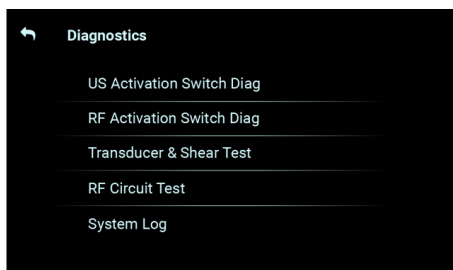 Diagnostics
US Activation Switch Diag
RF Activation Switch Diag
Transducer & Shear Test
RF Circuit Test
System Log